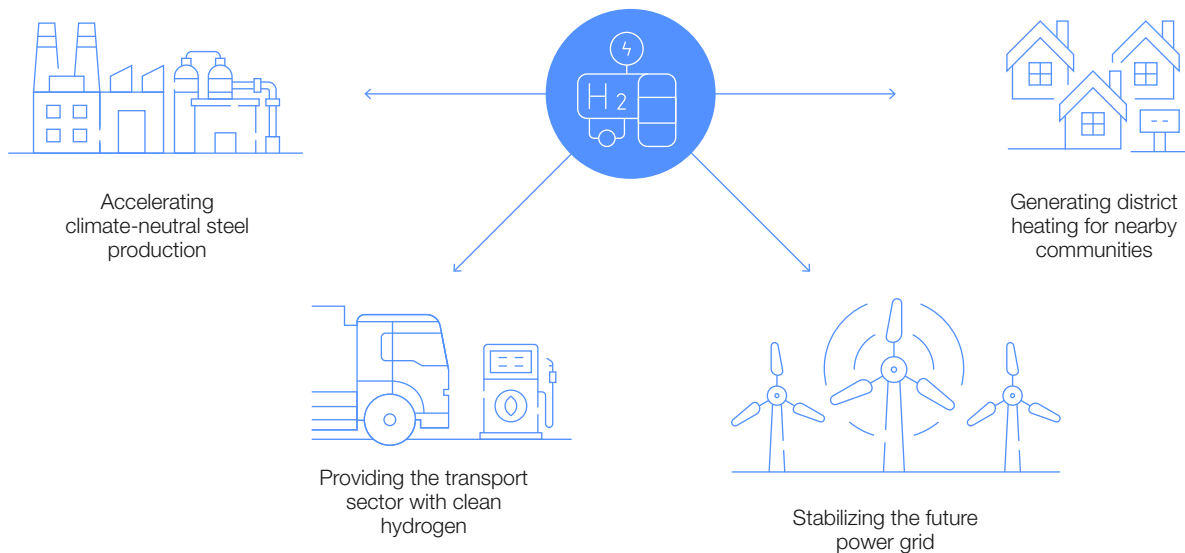 H2
Accelerating
climate-neutral steel
production
Generating district
heating for nearby
communities
Providing the transport
sector with clean
hydrogen
Stabilizing the future
power grid